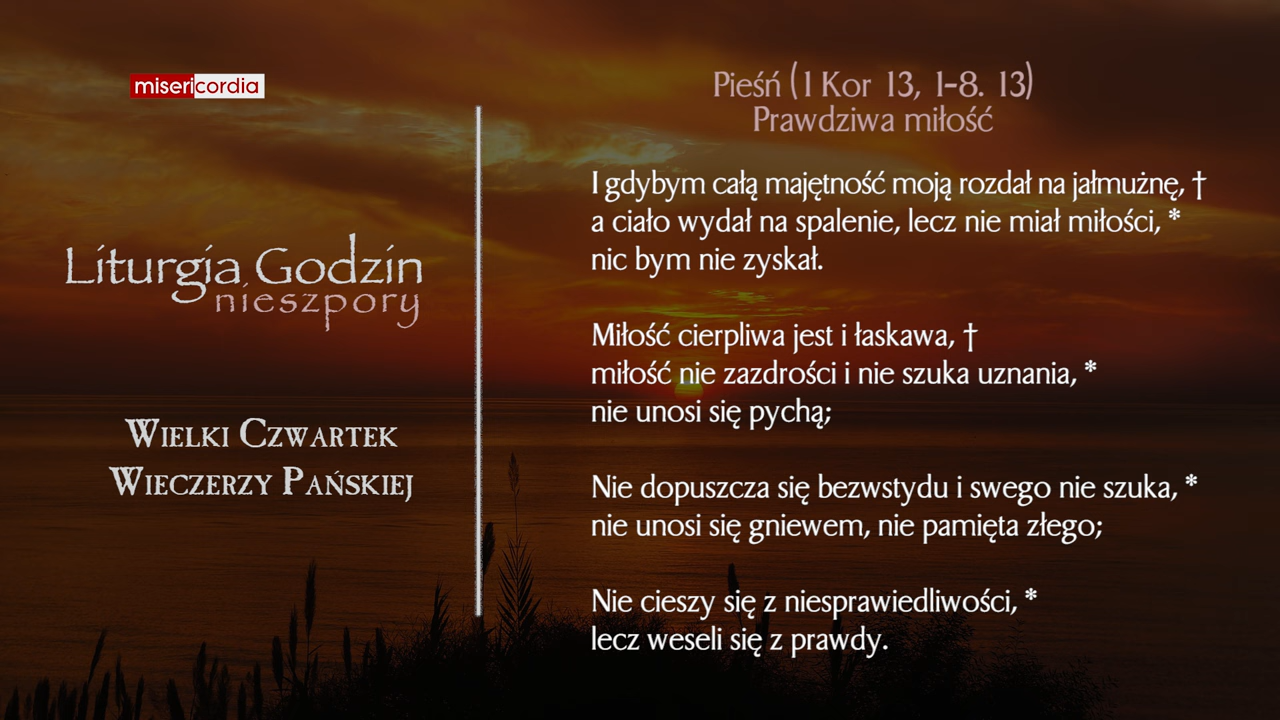 misericordia
Liturgia Godzin
nieszpory
Wielki Czwartek
Wieczerzy Pańskiej
Pieśń (1 Kor 13, 1-8. 13)
Prawdziwa miłość
I gdybym całą majętność moją rozdał na jałmużnę, †
a ciało wydał na spalenie, lecz nie miał miłości, *
nic bym nie zyskał.
Miłość cierpliwa jest i łaskawa, †
miłość nie zazdrości i nie szuka uznania, *
nie unosi się pychą;
Nie dopuszcza się bezwstydu i swego nie szuka, *
nie unosi się gniewem, nie pamięta złego;
Nie cieszy się z niesprawiedliwości, *
lecz weseli się z prawdy.